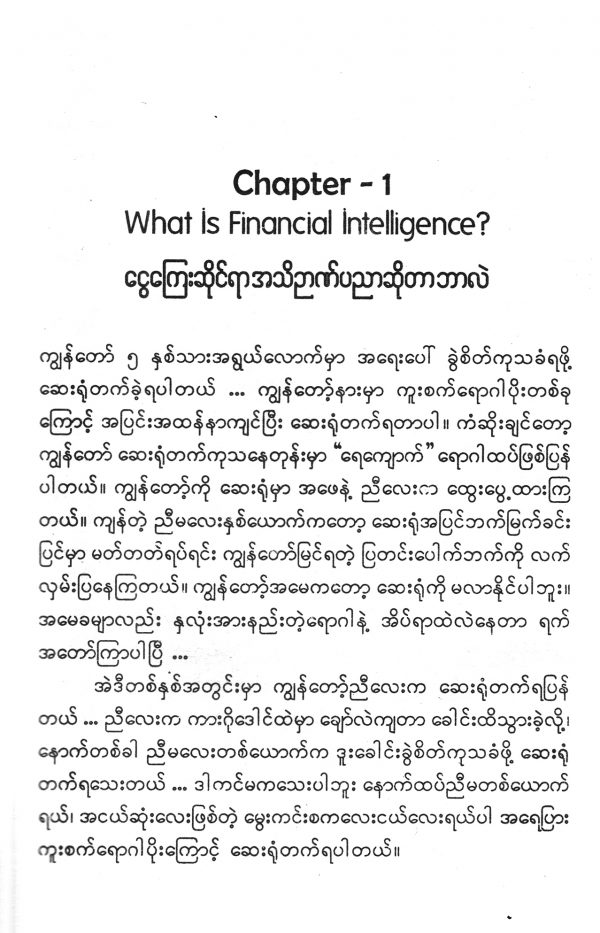 Chapter - 1
What is Financial Intelligence?
ငွေကြေးဆိုင်ရာအသိဉာဏ်ပညာဆိုတာဘာလဲ
ကျွန်တော် ၅ နှစ်သားအရွယ်လောက်မှာ အရေးပေါ် ခွဲစိတ်ကုသခံရဖို့
ဆေးရုံတက်ခဲ့ရပါတယ် ... ကျွန်တော့်နားမှာ ကူးစက်ရောဂါပိုးတစ်ခု
ကြောင့် အပြင်းအထန်နာကျင်ပြီး ဆေးရုံတက်ရတာပါ။ ကံဆိုးချင်တော့
ကျွန်တော် ဆေးရုံတက်ကုသနေတုန်းမှာ “ရေကျောက်” ရောဂါထပ်ဖြစ်ပြန်
ပါတယ်။ ကျွန်တော့်ကို ဆေးရုံမှာ အဖေနဲ့ ညီလေးက ထွေးပွေ့ထားကြ
တယ်။ ကျန်တဲ့ ညီမလေးနှစ်ယောက်ကတော့ ဆေးရုံအပြင်ဘက်မြက်ခင်း
ပြင်မှာ မတ်တတ်ရပ်ရင်း ကျွန်တော်မြင်ရတဲ့ ပြတင်းပေါက်ဘက်ကို လက်
လှမ်းပြနေကြတယ်။ ကျွန်တော့်အမေကတော့ ဆေးရုံကို မလာနိုင်ပါဘူး။
အမေခမျာလည်း နှလုံးအားနည်းတဲ့ရောဂါနဲ့ အိပ်ရာထဲလဲနေတာ ရက်
အတော်ကြာပါပြီ ...
အဲဒီတစ်နှစ်အတွင်းမှာ ကျွန်တော့်ညီလေးက ဆေးရုံတက်ရပြန်
တယ် ... ညီလေးက ကားဂိုဒေါင်ထဲမှာ ချော်လဲကျတာ ခေါင်းထိသွားခဲ့လို့၊
နောက်တစ်ခါ ညီမလေးတစ်ယောက်က ဒူးခေါင်းခွဲစိတ်ကုသခံဖို့ ဆေးရုံ
တက်ရသေးတယ် ... ဒါကင်မကသေးပါဘူး နောက်ထပ်ညီမတစ်ယောက်
ရယ်၊ အငယ်ဆုံးလေးဖြစ်တဲ့ မွေးကင်းစကလေးငယ်လေးရယ်ပါ အရေပြား
ကူးစက်ရောဂါပိုးကြောင့် ဆေးရုံတက်ရပါတယ်။